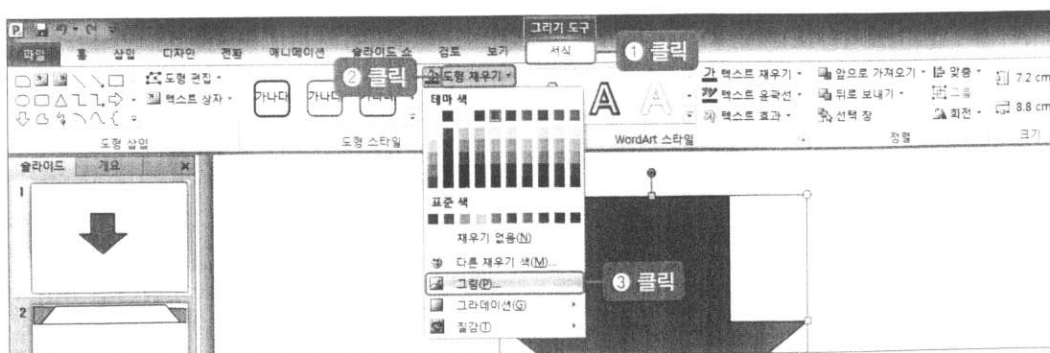 그리기 도구
파일 홈 삽입 디자인 전환 애니메이션 슬라이드 쇼 검토 보기 서식
① 클릭
도형 편집
텍스트 상자
도형 삽입
② 클릭
가나다 가나다 가나다
도형 스타일
도형 채우기
테마 색
표준 색
채우기 없음(N)
다른 채우기 색(M)...
그림(P)...
그라데이션(G)
질감(T)
③ 클릭
WordArt 스타일
가 텍스트 채우기
텍스트 윤곽선
텍스트 효과
앞으로 가져오기
뒤로 보내기
선택 창
맞춤
그룹
회전
정렬
7.2 cm
8.8 cm
크기
슬라이드 개요
1
2